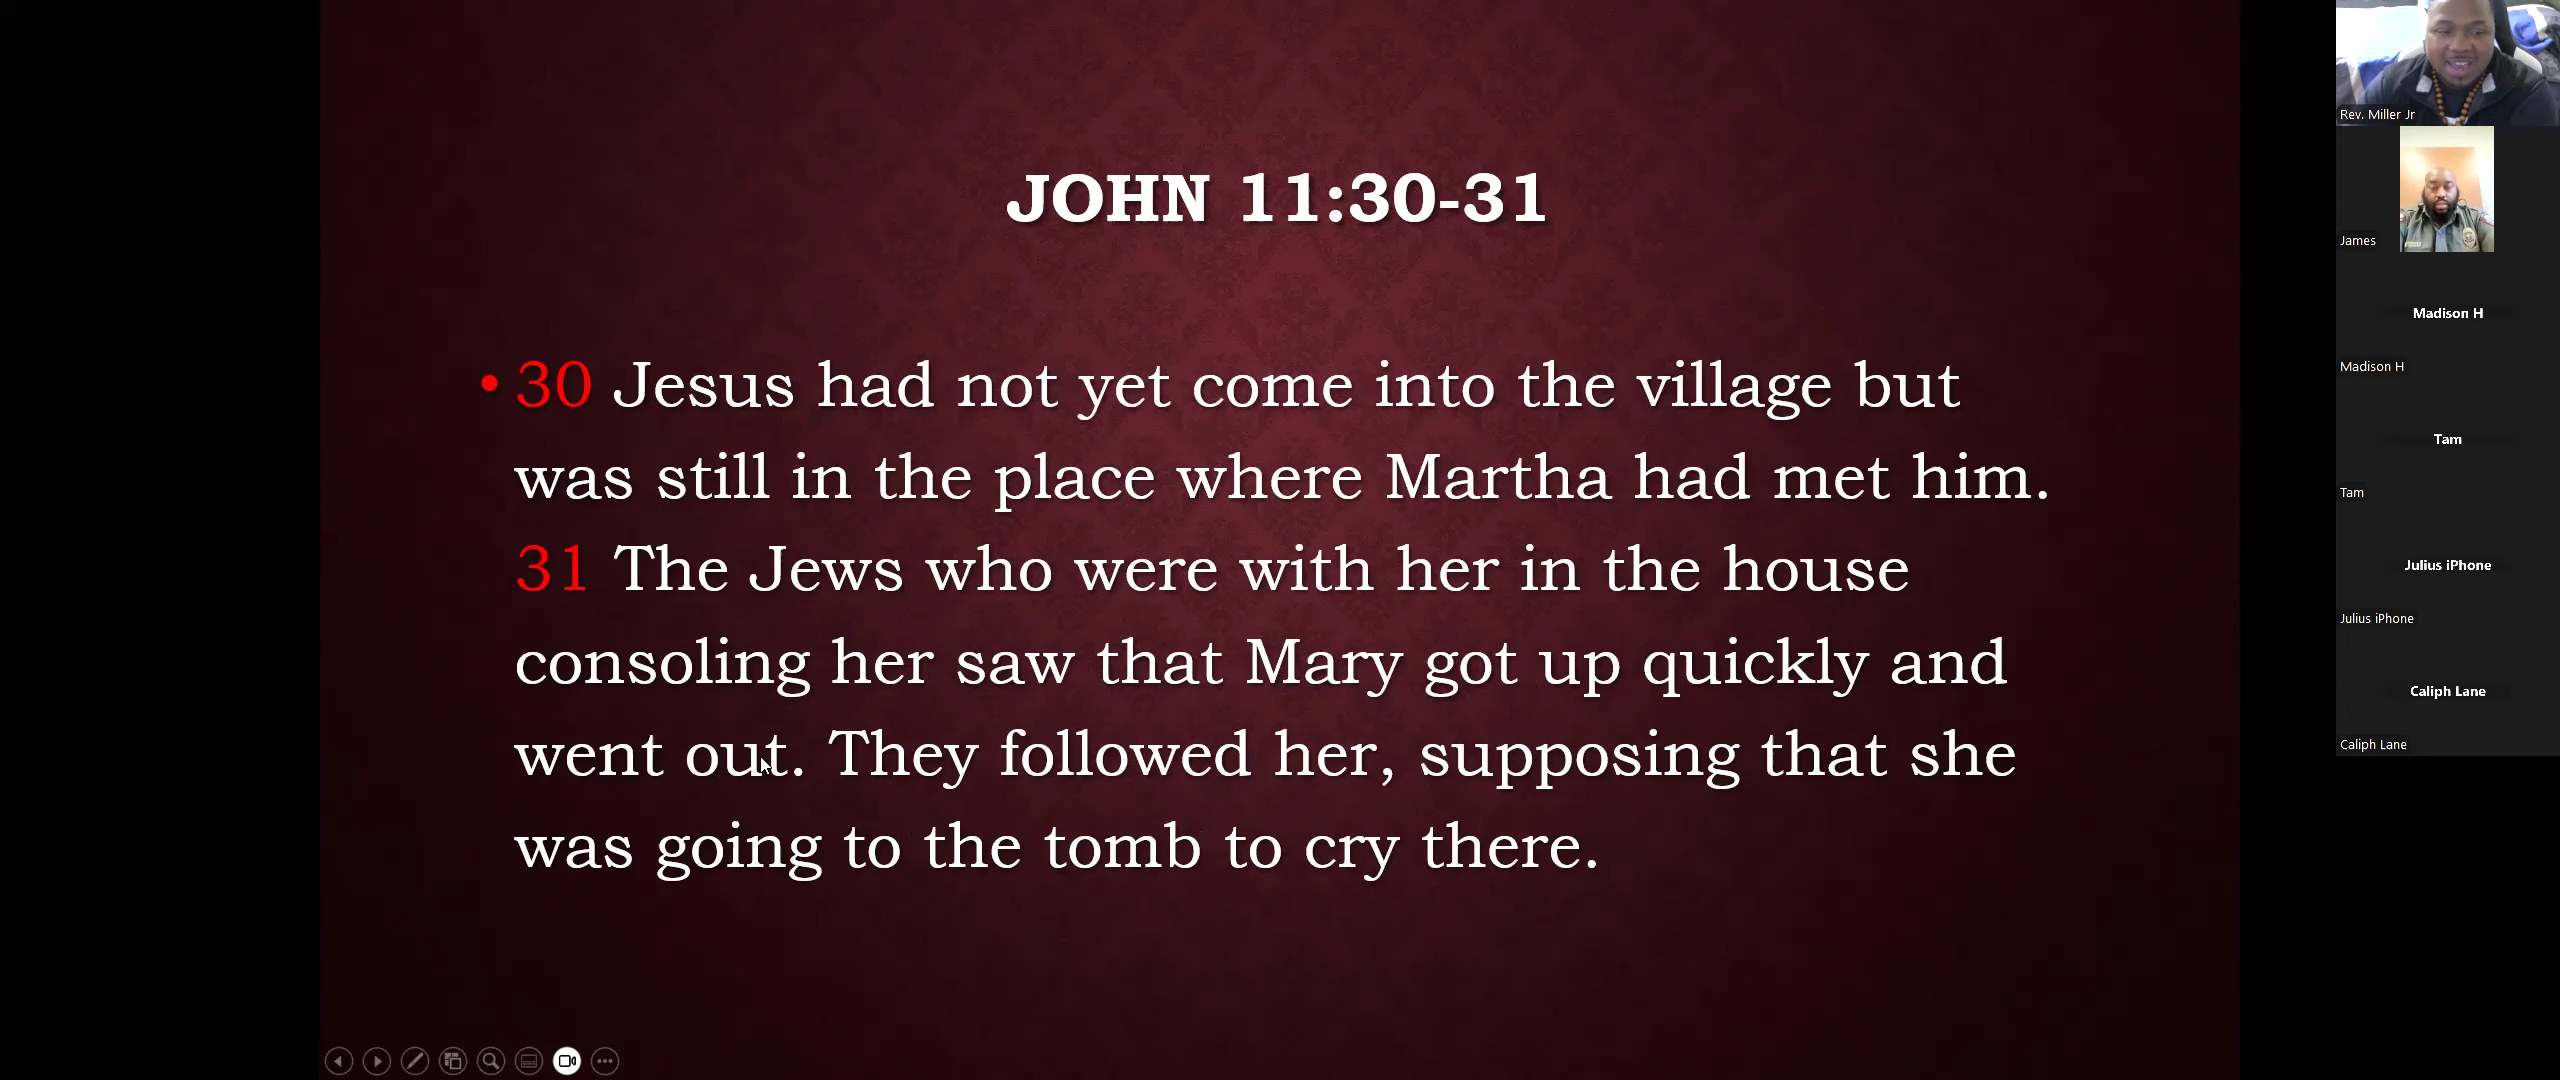 JOHN 11:30-31
• 30 Jesus had not yet come into the village but
was still in the place where Martha had met him.
31 The Jews who were with her in the house
consoling her saw that Mary got up quickly and
went out. They followed her, supposing that she
was going to the tomb to cry there.
Rev. Miller Jr
James
Madison H
Madison H
Tam
Tam
Julius iPhone
Julius iPhone
Caliph Lane
Caliph Lane